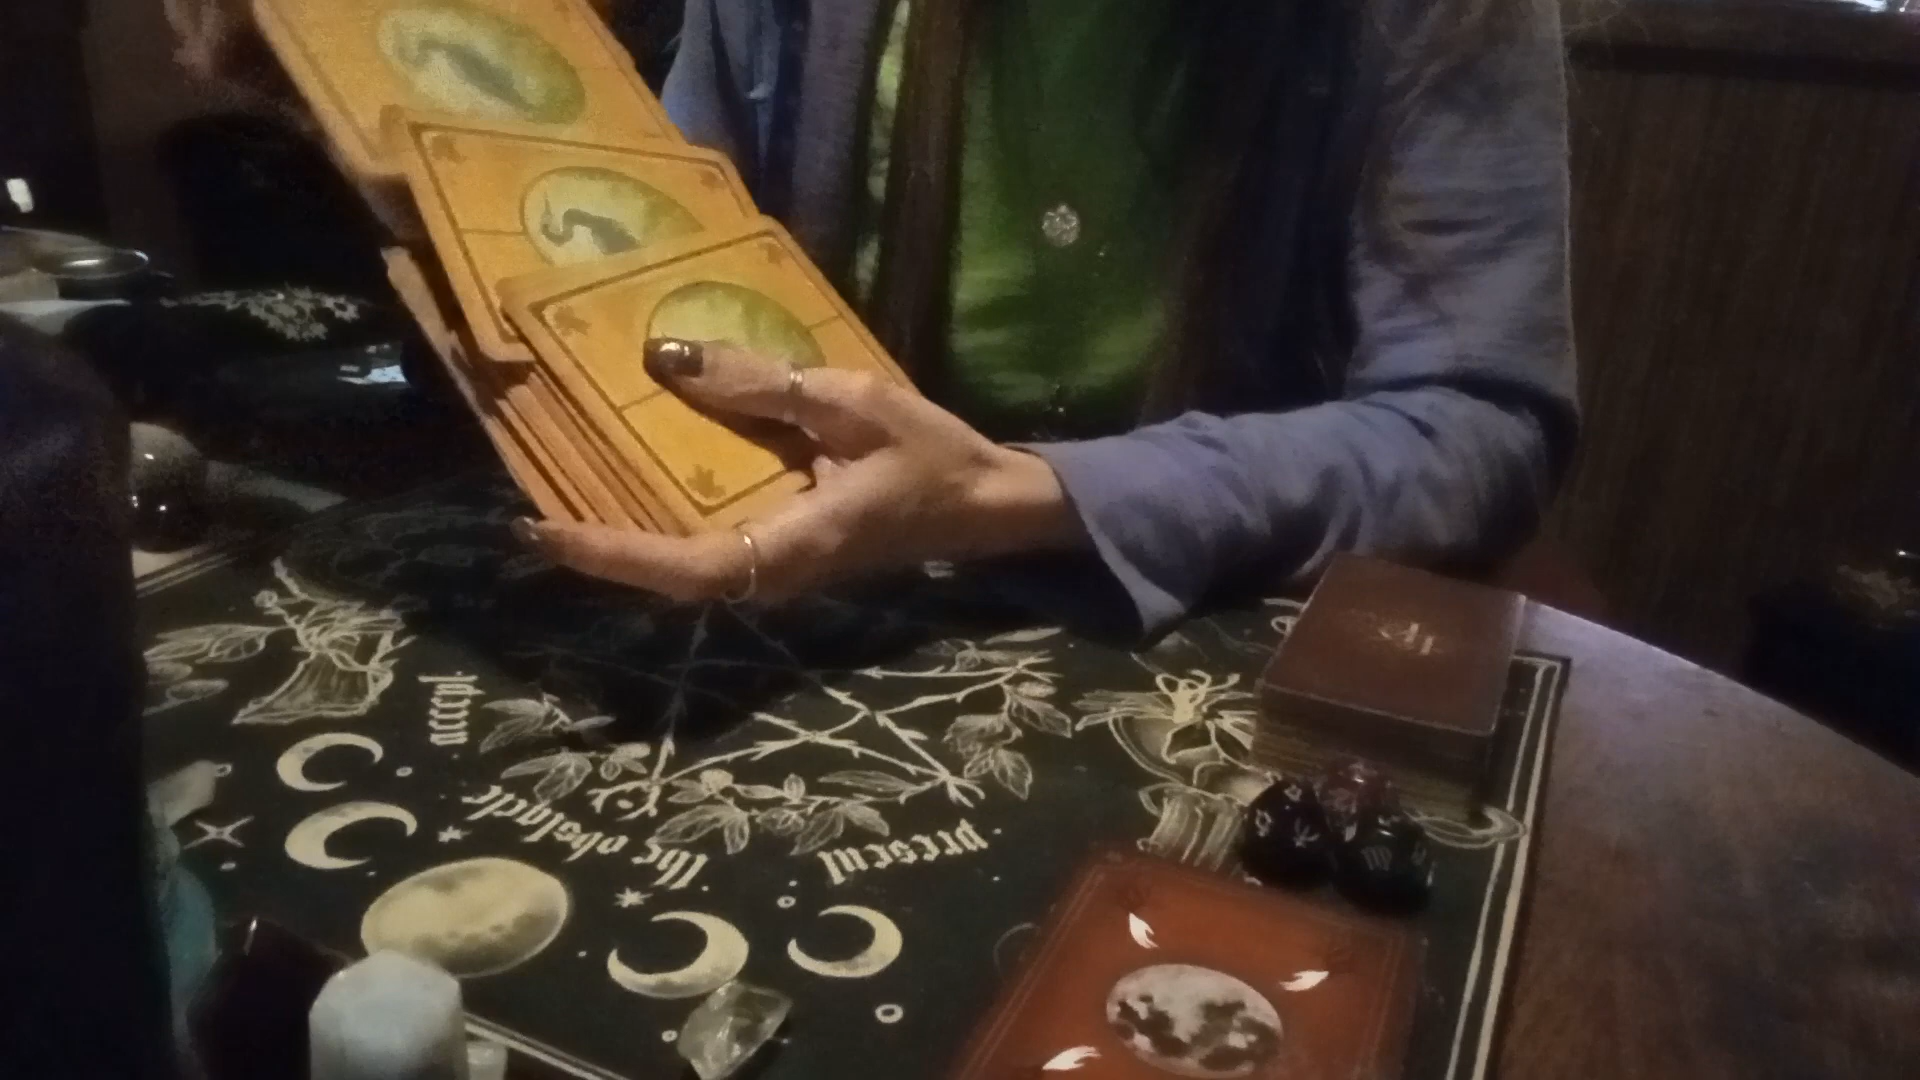 accept
the obstacle
present